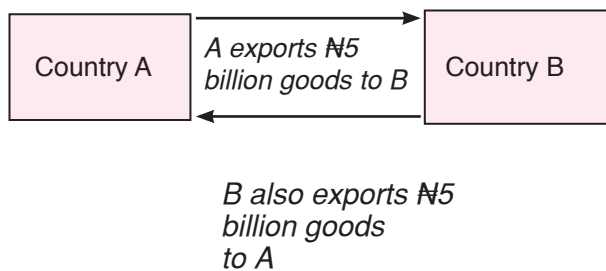 Country A
A exports ₦5
billion goods to B
Country B
B also exports ₦5
billion goods
to A